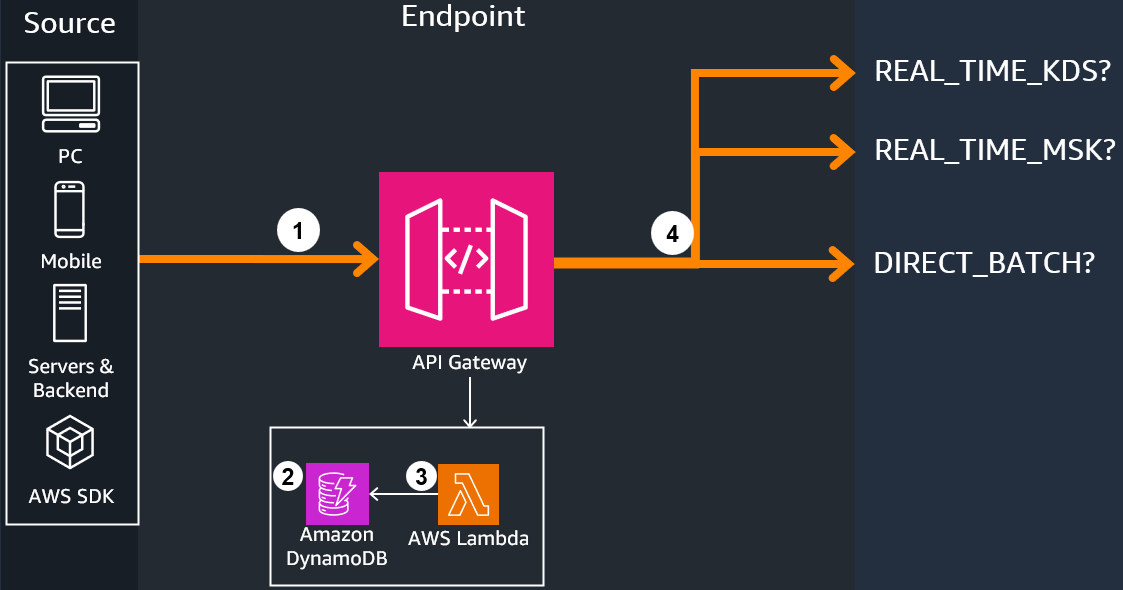 Source
Endpoint
PC
Mobile
Servers &
Backend
AWS SDK
1
</>
API Gateway
2
3
Amazon
DynamoDB
AWS Lambda
4
REAL_TIME_KDS?
REAL_TIME_MSK?
DIRECT_BATCH?